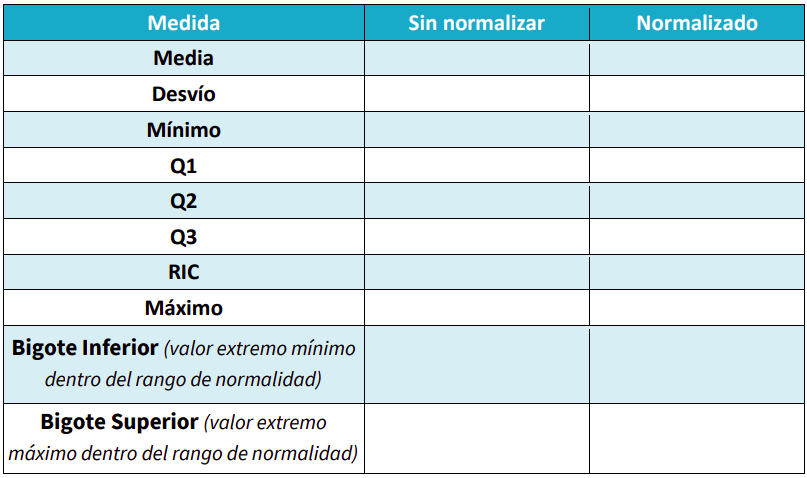 Medida Sin normalizar Normalizado
Media
Desvío
Mínimo
Q1
Q2
Q3
RIC
Máximo
Bigote Inferior (valor extremo mínimo
dentro del rango de normalidad)
Bigote Superior (valor extremo
máximo dentro del rango de normalidad)